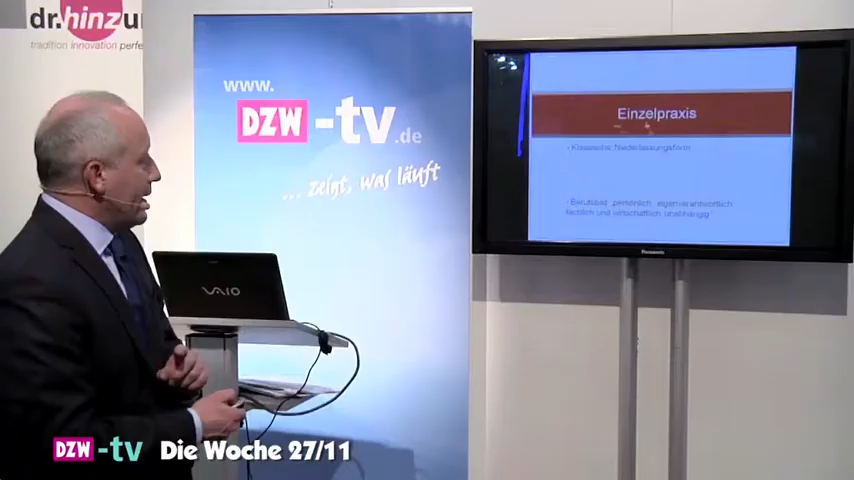 dr.hinz
tradition innovation
www.
DZW-tv.de
... zeigt, was läuft
VAIO
Einzelpraxis
• Klassische Niederlassungsform
• Berufsbild „persönlich, eigenverantwortlich
fachlich und wirtschaftlich unabhängig"
Panasonic
DZW-tv Die Woche 27/11